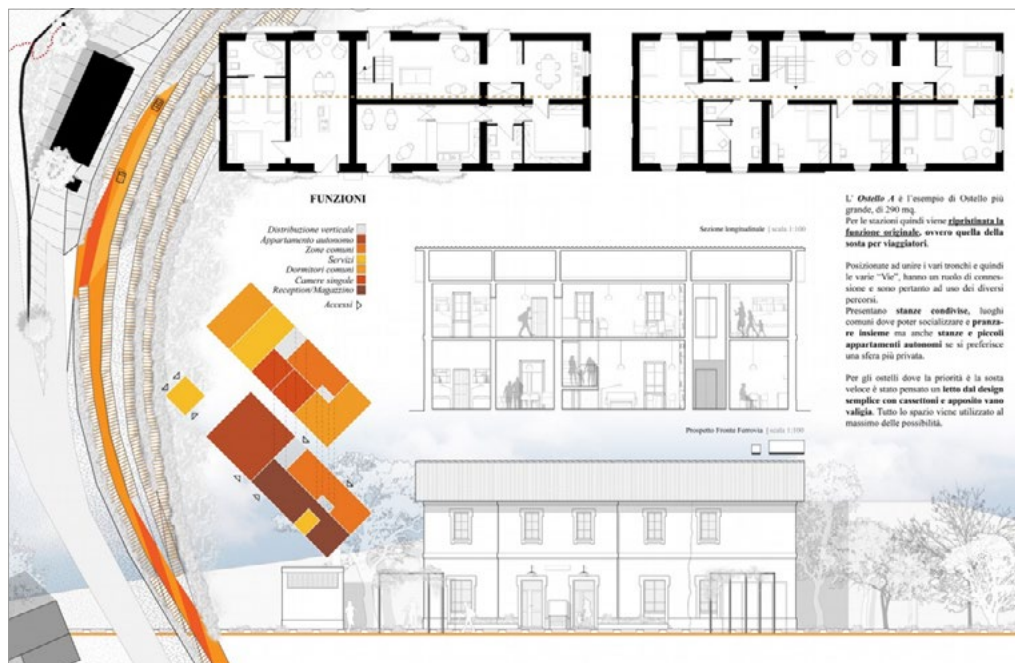 FUNZIONI
Distribuzione verticale
Appartamento autonomo
Zone comuni
Servizi
Dormitori comuni
Camere singole
Reception/Magazzino
Accessi
Sezione longitudinale | scala 1:100
Prospetto Fronte Ferrovia | scala 1:100
L' Ostello A è l'esempio di Ostello più
grande, di 290 mq.
Per le stazioni quindi viene ripristinata la
funzione originale, ovvero quella della
sosta per viaggiatori.
Posizionate ad unire i vari tronchi e quindi
le varie "Vie", hanno un ruolo di connes-
sione e sono pertanto ad uso dei diversi
percorsi.
Presentano stanze condivise, luoghi
comuni dove poter socializzare e pranza-
re insieme ma anche stanze e piccoli
appartamenti autonomi se si preferisce
una sfera più privata.
Per gli ostelli dove la priorità è la sosta
veloce è stato pensato un letto dal design
semplice con cassettoni e apposito vano
valigia. Tutto lo spazio viene utilizzato al
massimo delle possibilità.